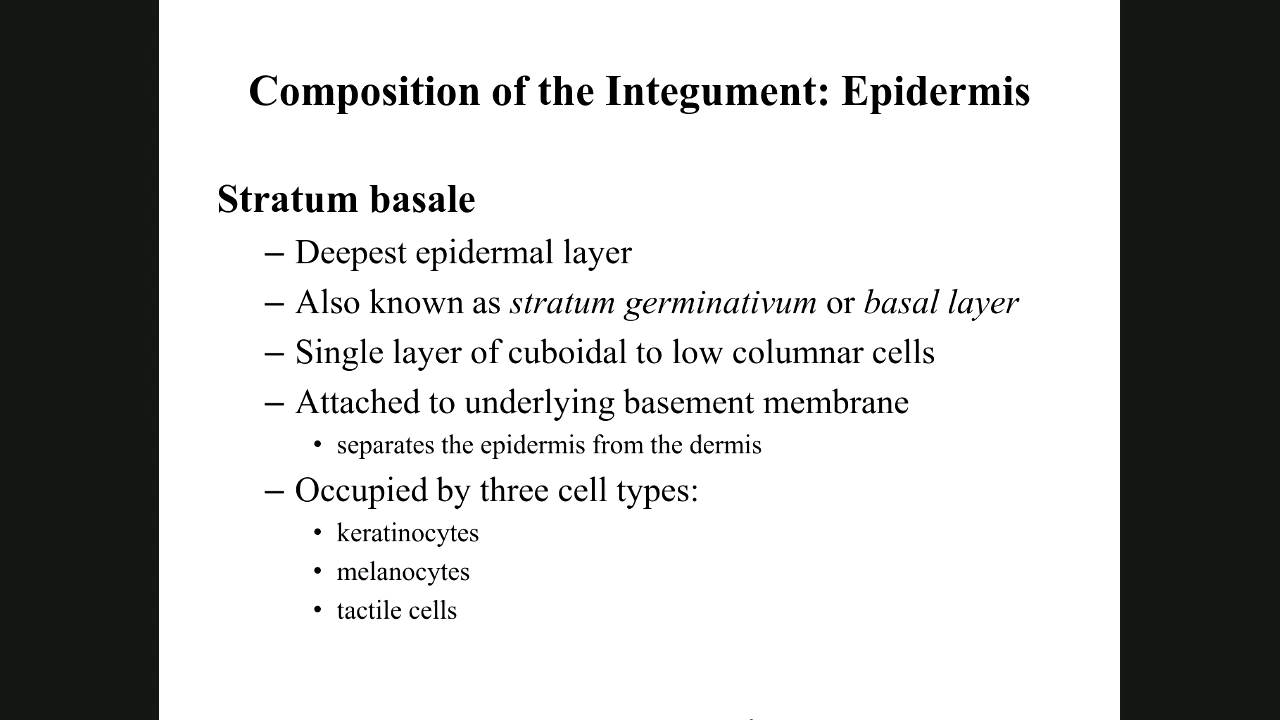 Composition of the Integument: Epidermis
Stratum basale
– Deepest epidermal layer
– Also known as stratum germinativum or basal layer
– Single layer of cuboidal to low columnar cells
– Attached to underlying basement membrane
• separates the epidermis from the dermis
– Occupied by three cell types:
• keratinocytes
• melanocytes
• tactile cells